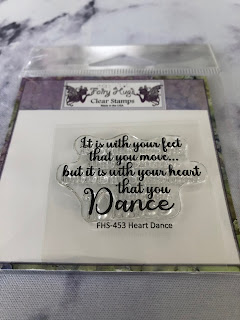 Fairy Hugs
Clear Stamps
It is with your feet
that you move...
but it is with your heart
that you
Dance
FHS-453 Heart Dance